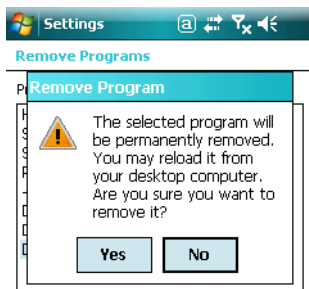 Settings
Remove Programs
Remove Program
The selected program will
be permanently removed.
You may reload it from
your desktop computer.
Are you sure you want to
remove it?
Yes No